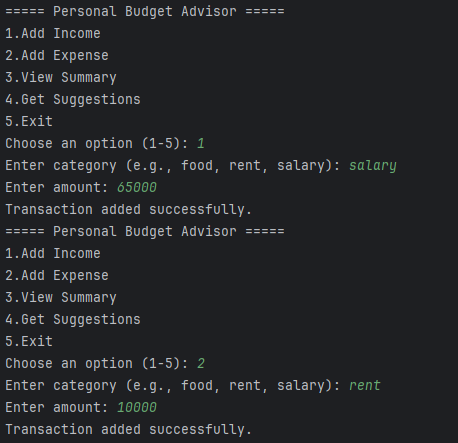 ===== Personal Budget Advisor =====
1.Add Income
2.Add Expense
3.View Summary
4.Get Suggestions
5.Exit
Choose an option (1-5): 1
Enter category (e.g., food, rent, salary): salary
Enter amount: 65000
Transaction added successfully.
===== Personal Budget Advisor =====
1.Add Income
2.Add Expense
3.View Summary
4.Get Suggestions
5.Exit
Choose an option (1-5): 2
Enter category (e.g., food, rent, salary): rent
Enter amount: 10000
Transaction added successfully.